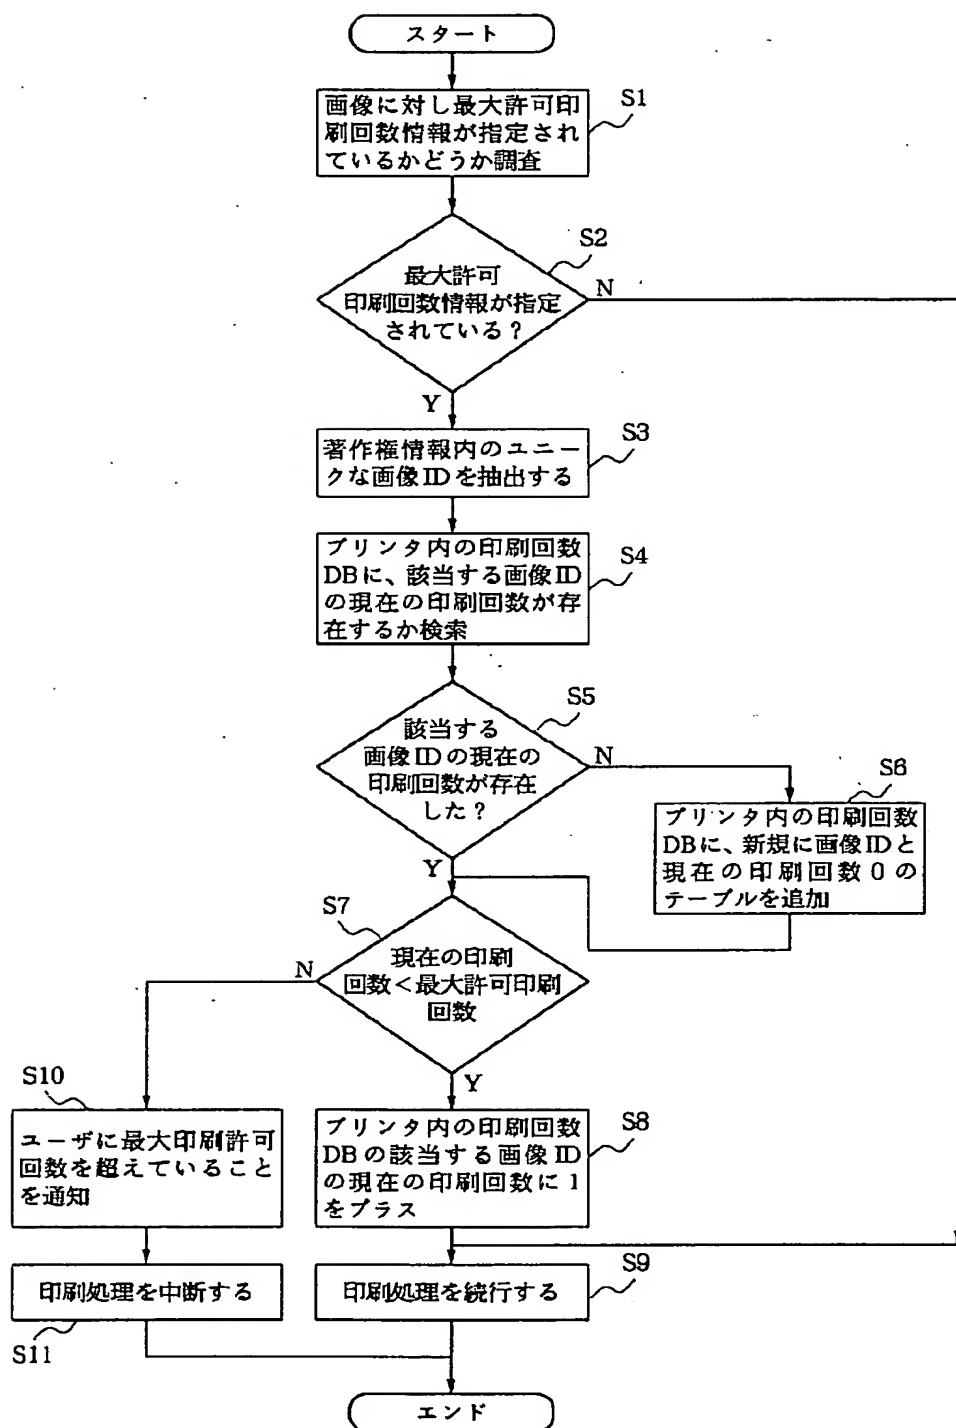 スタート
S1
画像に対し最大許可印
刷回数情報が指定され
ているかどうか調査
S2
最大許可
印刷回数情報が指定
されている?
N
Y
S3
著作権情報内のユニー
クな画像IDを抽出する
S4
プリンタ内の印刷回数
DBに、該当する画像ID
の現在の印刷回数が存
在するか検索
S5
該当する
画像IDの現在の
印刷回数が存在
した?
N
Y
S6
プリンタ内の印刷回数
DBに、新規に画像IDと
現在の印刷回数0の
テーブルを追加
S7
現在の印刷
回数<最大許可印刷
回数
N
Y
S10
ユーザに最大印刷許可
回数を超えていること
を通知
S8
プリンタ内の印刷回数
DBの該当する画像ID
の現在の印刷回数に1
をプラス
S11
印刷処理を中断する
S9
印刷処理を続行する
エンド